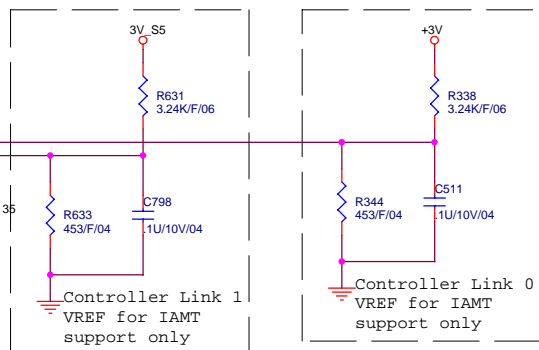 3V_S5
+3V
R631
3.24K/F/06
R338
3.24K/F/06
35
R633
453/F/04
C798
.1U/10V/04
R344
453/F/04
C511
.1U/10V/04
Controller Link 1
VREF for IAMT
support only
Controller Link 0
VREF for IAMT
support only